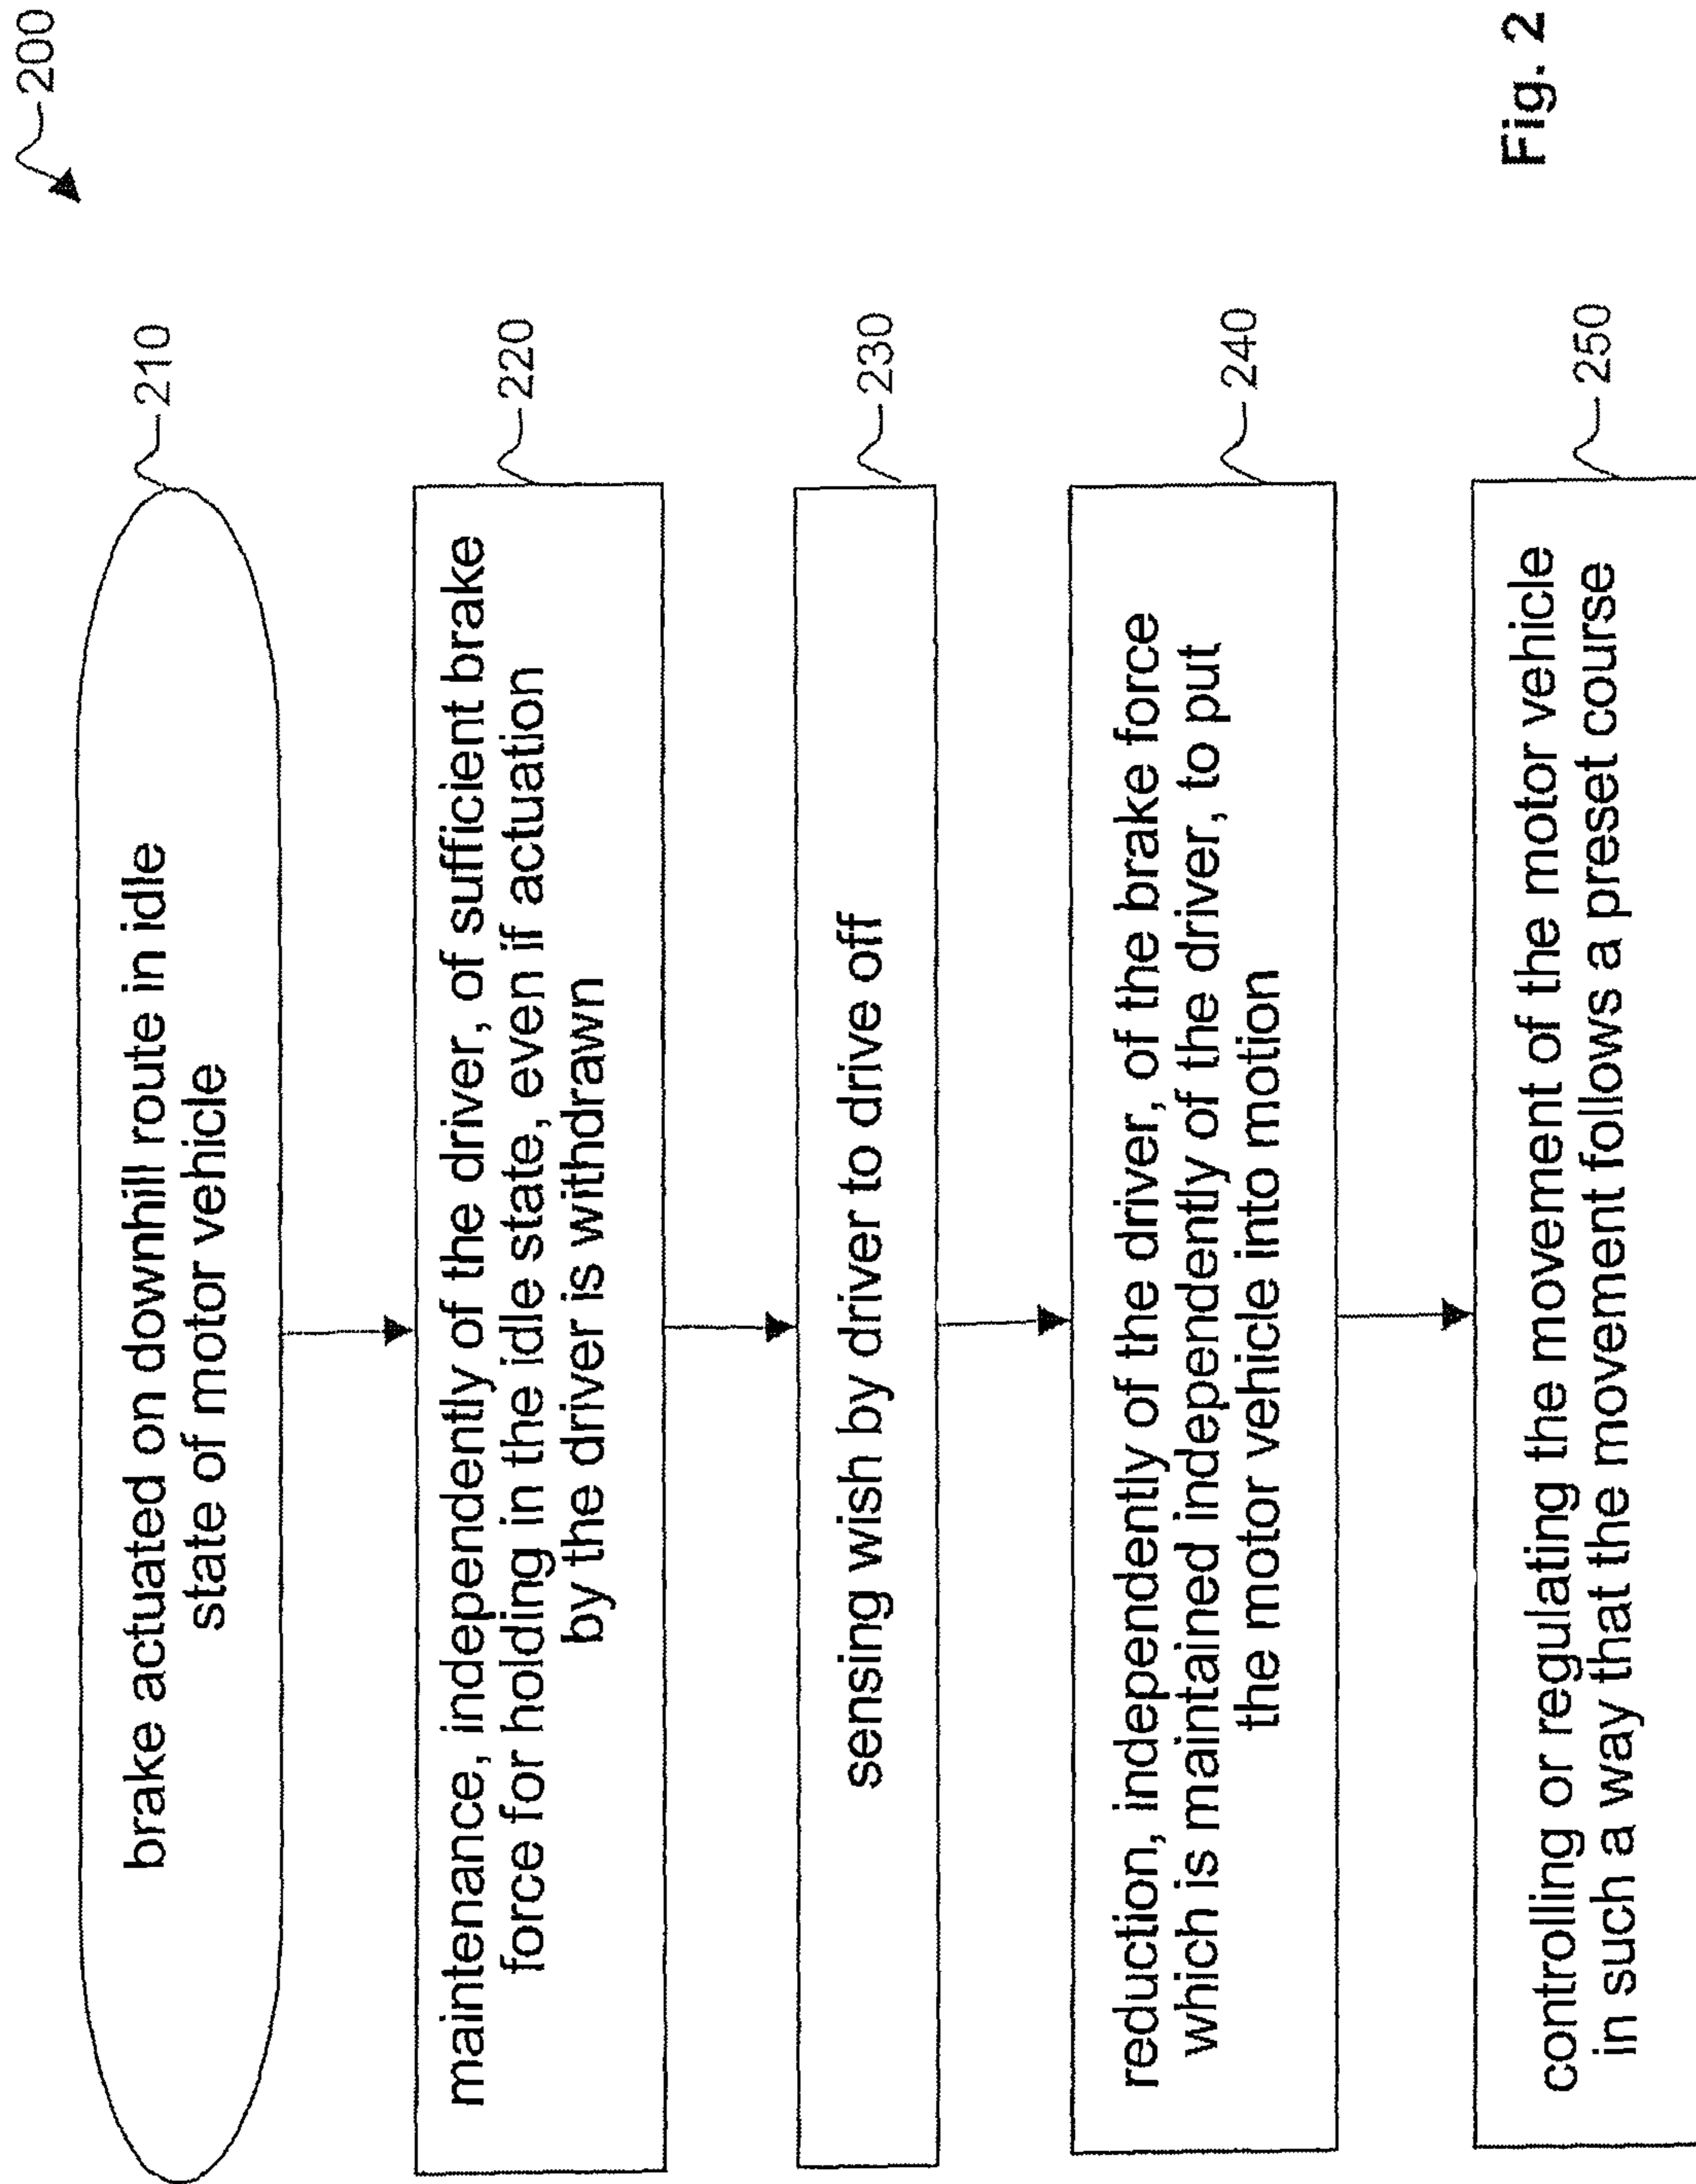 200
210
brake actuated on downhill route in idle
state of motor vehicle
220
maintenance, independently of the driver, of sufficient brake
force for holding in the idle state, even if actuation
by the driver is withdrawn
230
sensing wish by driver to drive off
240
reduction, independently of the driver, of the brake force
which is maintained independently of the driver, to put
the motor vehicle into motion
250
controlling or regulating the movement of the motor vehicle
in such a way that the movement follows a preset course
Fig. 2